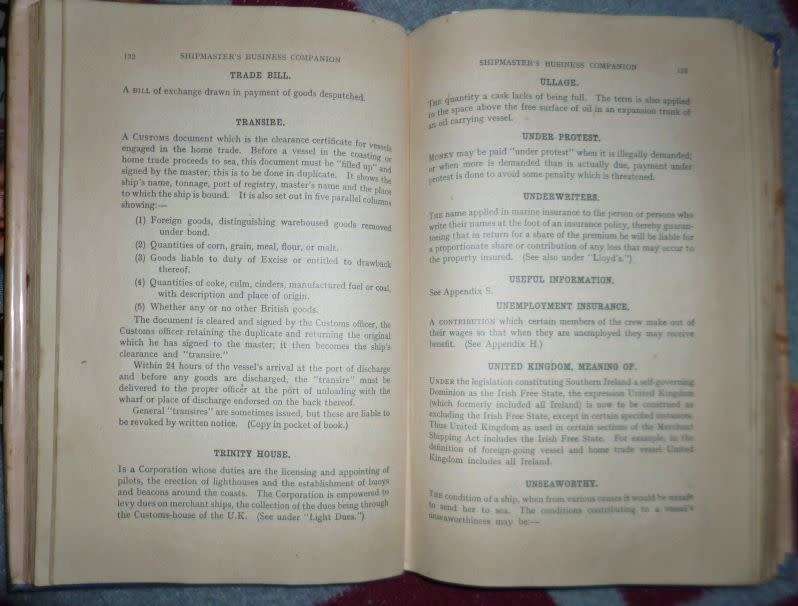 132
SHIPMASTER'S BUSINESS COMPANION
TRADE BILL.
A BILL of exchange drawn in payment of goods despatched.
TRANSIRE.
A CUSTOMS document which is the clearance certificate for vessels
engaged in the home trade. Before a vessel in the coasting or
home trade proceeds to sea, this document must be "filled up" and
signed by the master; this is to be done in duplicate. It shows the
ship's name, tonnage, port of registry, master's name and the place
to which the ship is bound. It is also set out in five parallel columns
showing:—
(1) Foreign goods, distinguishing warehoused goods removed
under bond.
(2) Quantities of corn, grain, meal, flour, or malt.
(3) Goods liable to duty of Excise or entitled to drawback
thereof.
(4) Quantities of coke, culm, cinders, manufactured fuel or coal,
with description and place of origin.
(5) Whether any or no other British goods.
The document is cleared and signed by the Customs officer, the
Customs officer retaining the duplicate and returning the original
which he has signed to the master; it then becomes the ship's
clearance and "transire."
Within 24 hours of the vessel's arrival at the port of discharge
and before any goods are discharged, the "transire" must be
delivered to the proper officer at the port of unloading with the
wharf or place of discharge endorsed on the back thereof.
General "transires" are sometimes issued, but these are liable to
be revoked by written notice. (Copy in pocket of book.)
TRINITY HOUSE.
Is a Corporation whose duties are the licensing and appointing of
pilots, the erection of lighthouses and the establishment of buoys
and beacons around the coasts. The Corporation is empowered to
levy dues on merchant ships, the collection of the dues being through
the Customs-house of the U.K. (See under "Light Dues.")
SHIPMASTER'S BUSINESS COMPANION
ULLAGE.
THE quantity a cask lacks of being full. The term is also applied
to the space above the free surface of oil in an expansion trunk of
an oil carrying vessel.
UNDER PROTEST.
MONEY may be paid "under protest" when it is illegally demanded;
or when more is demanded than is actually due, payment under
protest is done to avoid some penalty which is threatened.
UNDERWRITERS.
THE name applied in marine insurance to the person or persons who
write their names at the foot of an insurance policy, thereby guaran-
teeing that in return for a share of the premium he will be liable for
a proportionate share or contribution of any loss that may occur to
the property insured. (See also under "Lloyd's.")
USEFUL INFORMATION.
See Appendix S.
UNEMPLOYMENT INSURANCE.
A CONTRIBUTION which certain members of the crew make out of
their wages so that when they are unemployed they may receive
benefit. (See Appendix H.)
UNITED KINGDOM, MEANING OF.
UNDER the legislation constituting Southern Ireland a self-governing
Dominion as the Irish Free State, the expression United Kingdom
(which formerly included all Ireland) is now to be construed as
excluding the Irish Free State, except in certain specified instances.
Thus United Kingdom as used in certain sections of the Merchant
Shipping Act includes the Irish Free State. For example, in the
definition of foreign-going vessel and home trade vessel United
Kingdom includes all Ireland.
UNSEAWORTHY.
THE condition of a ship, when from various causes it would be unsafe
to send her to sea. The conditions contributing to a vessel's
unseaworthiness may be:—